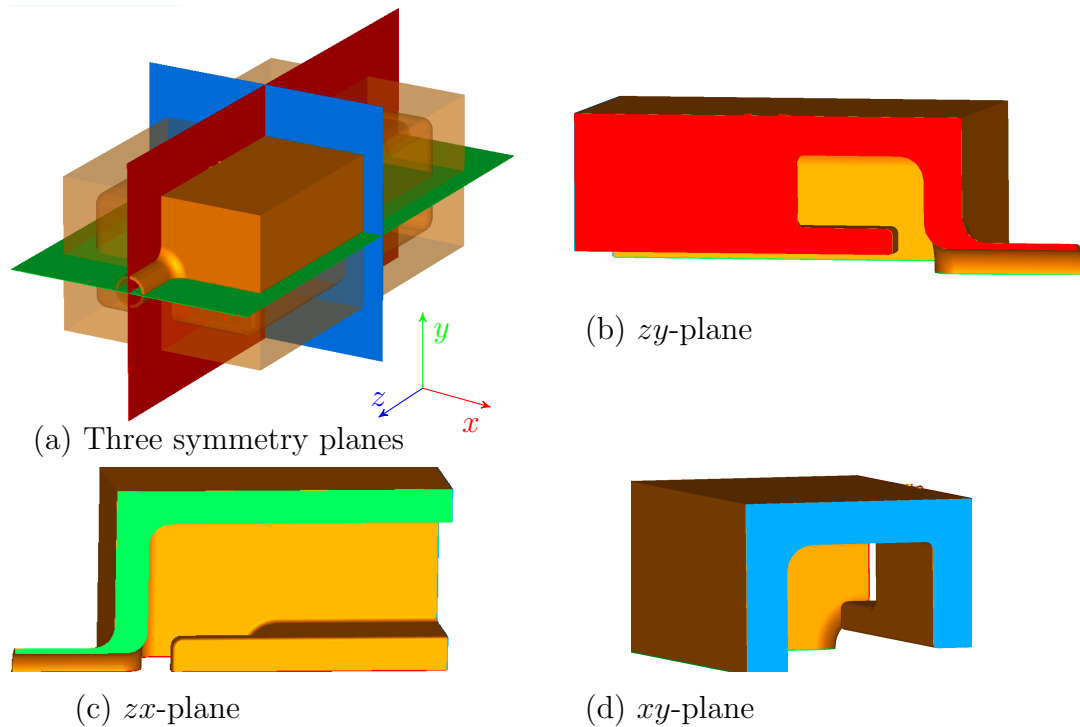 y
z
x
(a) Three symmetry planes
(b) zy-plane
(c) zx-plane
(d) xy-plane